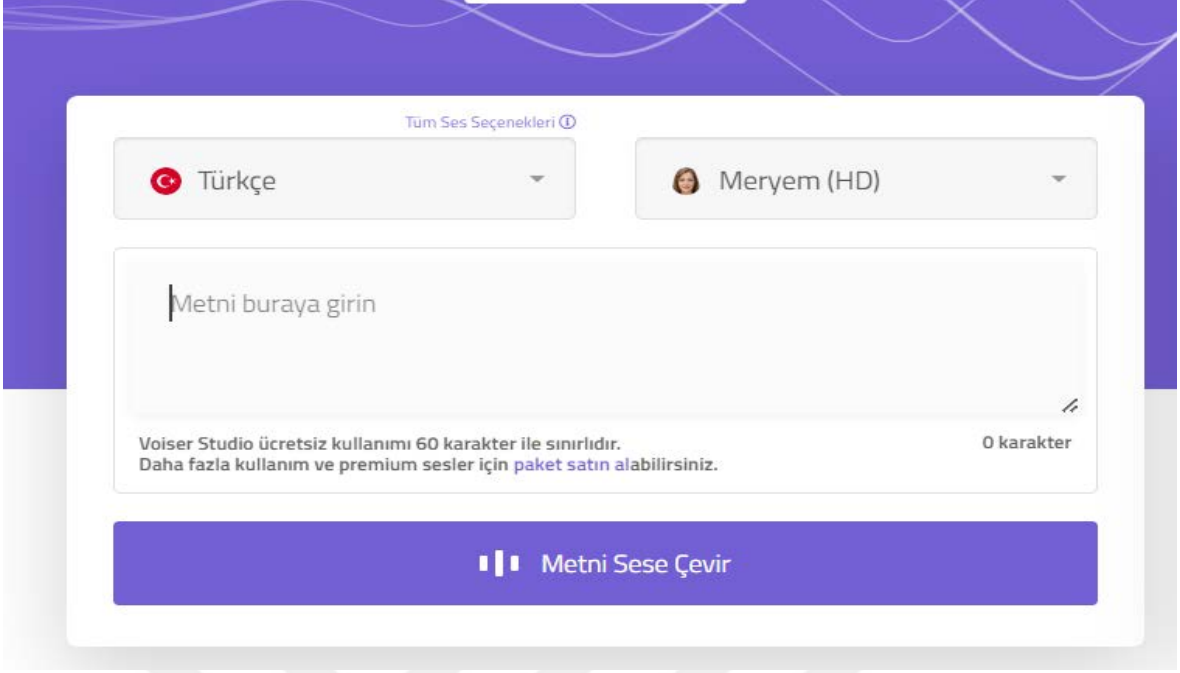 Tüm Ses Seçenekleri
Türkçe
Meryem (HD)
Metni buraya girin
Voiser Studio ücretsiz kullanımı 60 karakter ile sınırlıdır.
0 karakter
Daha fazla kullanım ve premium sesler için paket satın alabilirsiniz.
Metni Sese Çevir